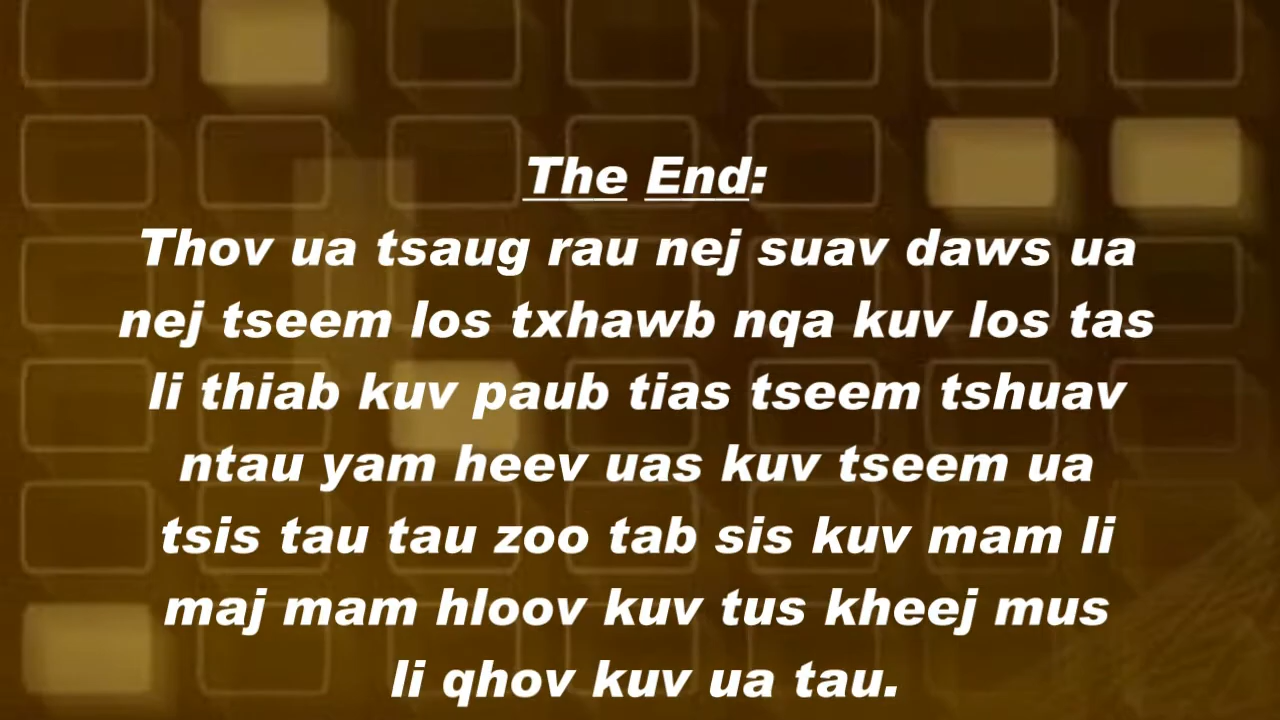 The End:
Thov ua tsaug rau nej suav daws ua
nej tseem los txhawb nqa kuv los tas
li thiab kuv paub tias tseem tshuav
ntau yam heev uas kuv tseem ua
tsis tau tau zoo tab sis kuv mam li
maj mam hloov kuv tus kheej mus
li qhov kuv ua tau.